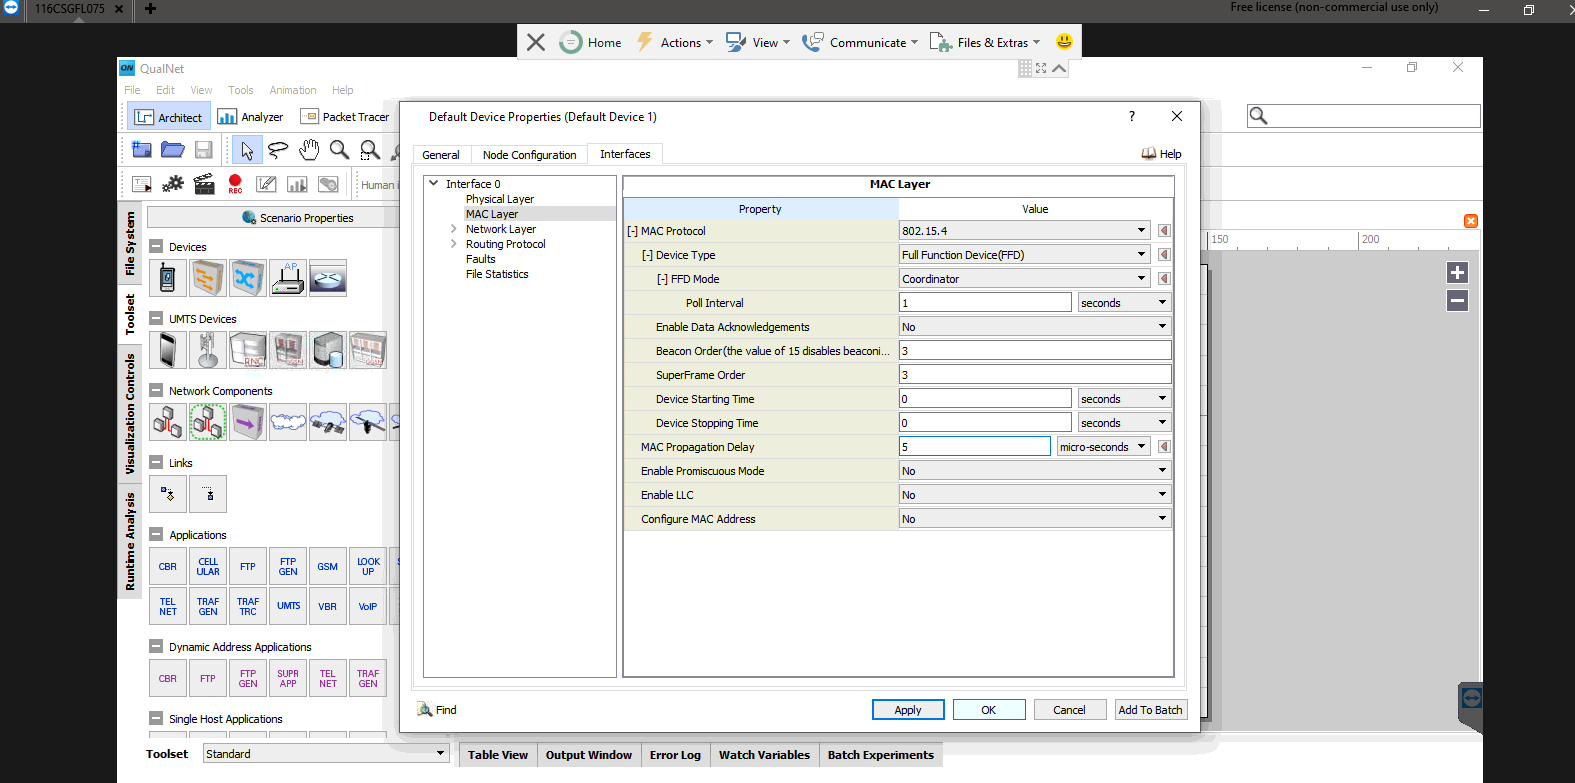 116CSGFL075
Free license (non-commercial use only)
Home Actions View Communicate Files & Extras
QN QualNet
File Edit View Tools Animation Help
Architect Analyzer Packet Tracer
REC Human i
Scenario Properties
File System
Toolset
Visualization Controls
Runtime Analysis
Devices
AP
UMTS Devices
RNC
Network Components
Links
Applications
CBR CELL ULAR FTP FTP GEN GSM LOOK UP
TEL NET TRAF GEN TRAF TRC UMTS VBR VoIP
Dynamic Address Applications
CBR FTP FTP GEN SUPR APP TEL NET TRAF GEN
Single Host Applications
Toolset Standard
Default Device Properties (Default Device 1) ?
General Node Configuration Interfaces Help
Interface 0
Physical Layer
MAC Layer
Network Layer
Routing Protocol
Faults
File Statistics
MAC Layer
Property Value
[-] MAC Protocol 802.15.4
[-] Device Type Full Function Device(FFD)
[-] FFD Mode Coordinator
Poll Interval 1 seconds
Enable Data Acknowledgements No
Beacon Order(the value of 15 disables beaconi... 3
SuperFrame Order 3
Device Starting Time 0 seconds
Device Stopping Time 0 seconds
MAC Propagation Delay 5 micro-seconds
Enable Promiscuous Mode No
Enable LLC No
Configure MAC Address No
Find Apply OK Cancel Add To Batch
150 200
Table View Output Window Error Log Watch Variables Batch Experiments